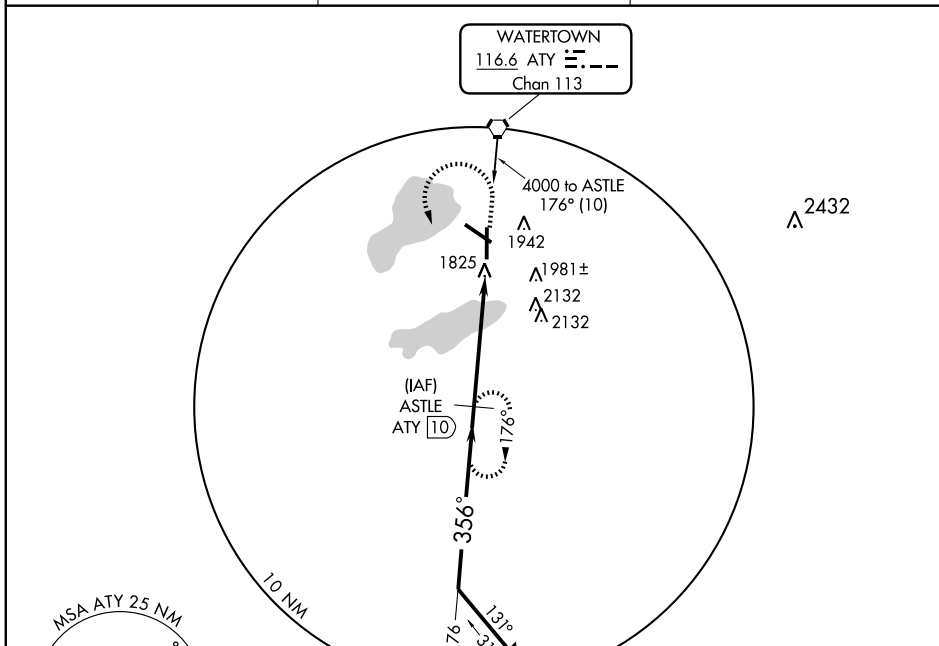 WATERTOWN
116.6 ATY
Chan 113
4000 to ASTLE
176° (10)
2432
1942
1825
1981±
2132
2132
(IAF)
ASTLE
ATY 10
176°
356°
10 NM
131°
MSA ATY 25 NM